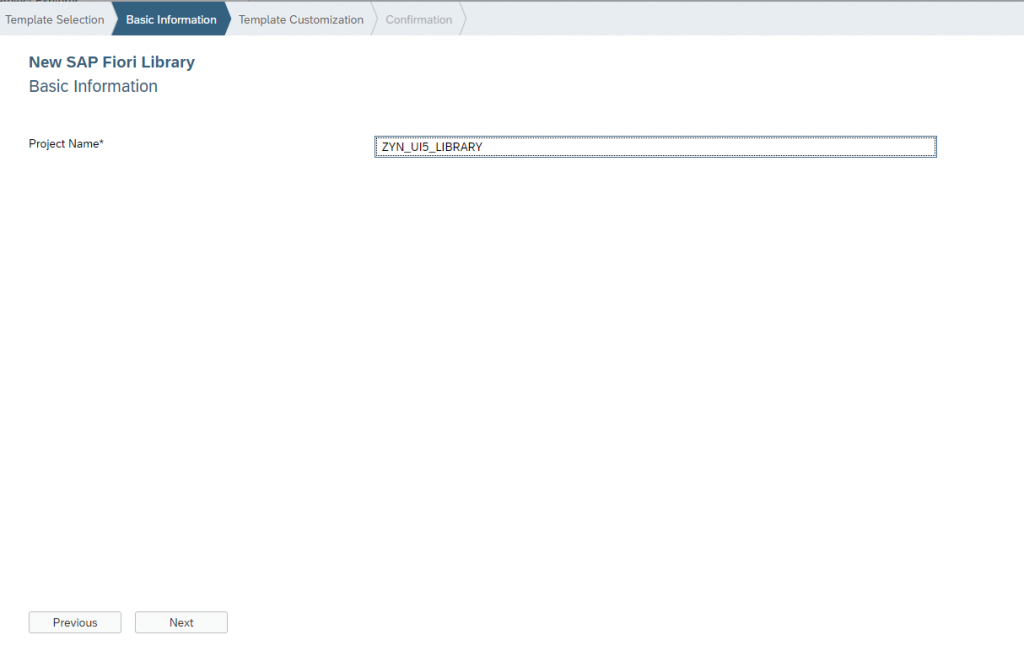 Template Selection Basic Information Template Customization Confirmation
New SAP Fiori Library
Basic Information
Project Name* ZYN_UI5_LIBRARY
Previous Next